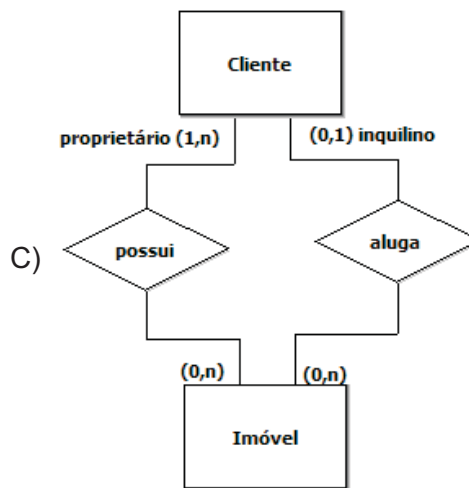 Cliente
proprietário (1,n)
(0,1) inquilino
C)
possui
aluga
(0,n)
(0,n)
Imóvel